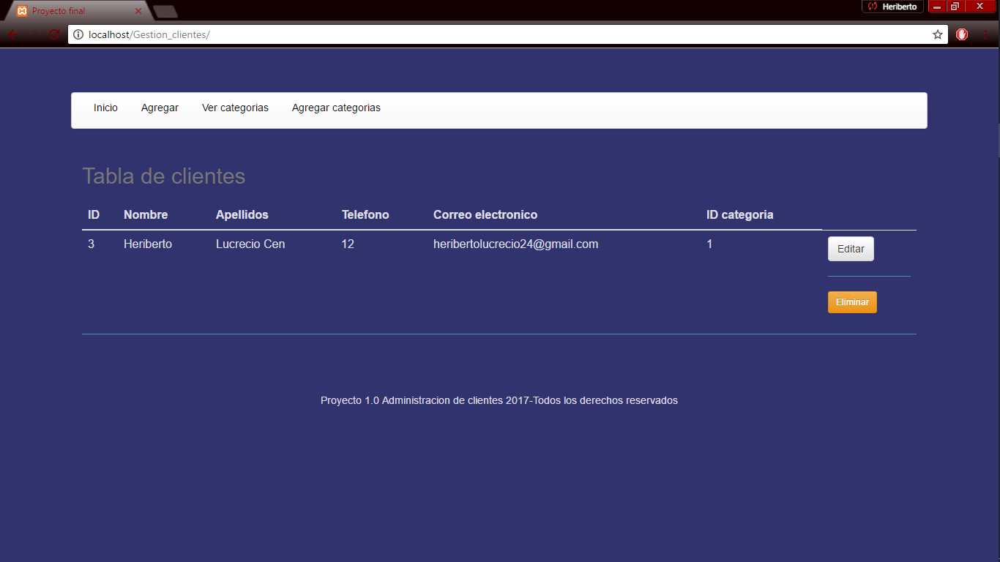 Proyecto final
Heriberto
localhost/Gestion_clientes/
Inicio Agregar Ver categorias Agregar categorias
Tabla de clientes
ID Nombre Apellidos Telefono Correo electronico ID categoria
3 Heriberto Lucrecio Cen 12 heribertolucrecio24@gmail.com 1 Editar
Eliminar
Proyecto 1.0 Administracion de clientes 2017-Todos los derechos reservados